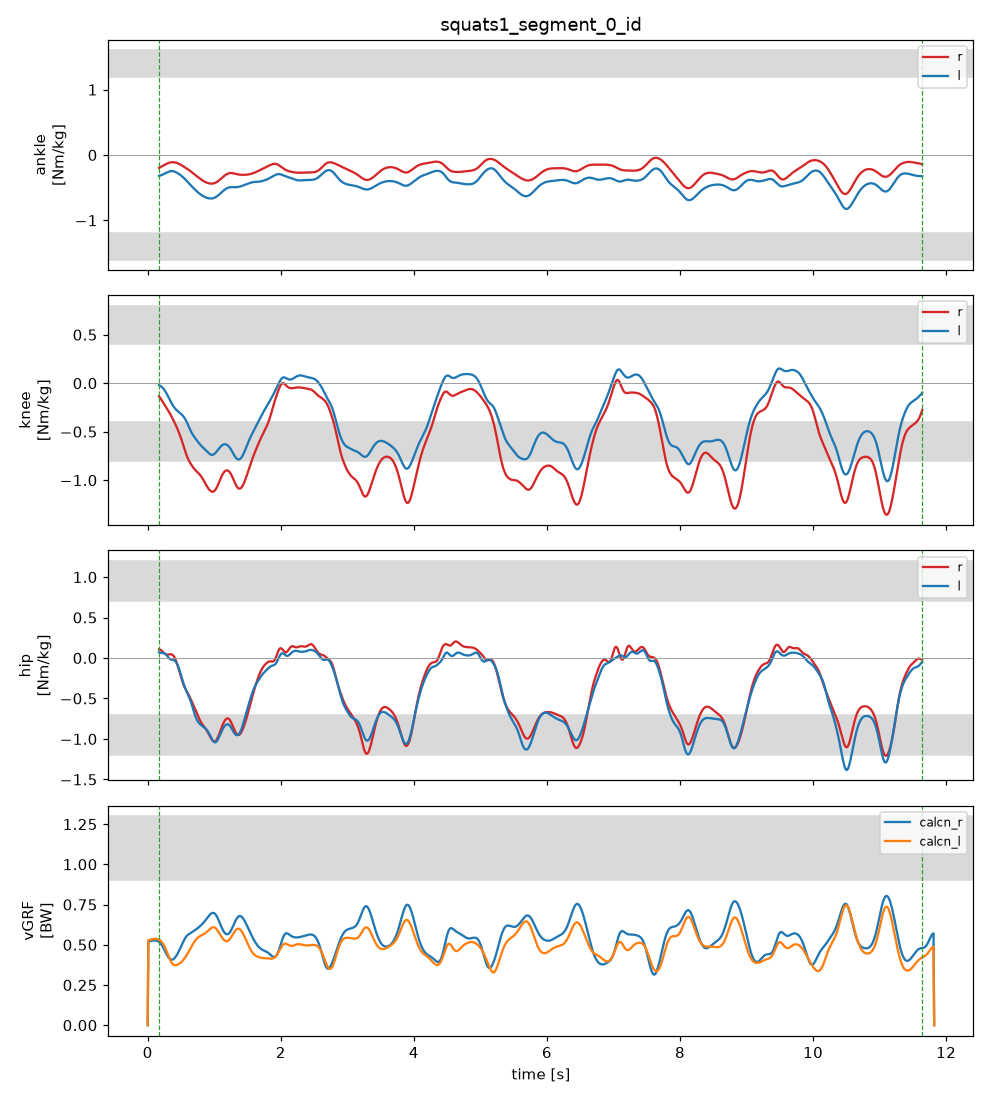 squats1_segment_0_id
ankle
[Nm/kg]
1
0
−1
r
l
knee
[Nm/kg]
0.5
0.0
−0.5
−1.0
r
l
hip
[Nm/kg]
1.0
0.5
0.0
−0.5
−1.0
−1.5
r
l
vGRF
[BW]
1.25
1.00
0.75
0.50
0.25
0.00
calcn_r
calcn_l
0 2 4 6 8 10 12
time [s]